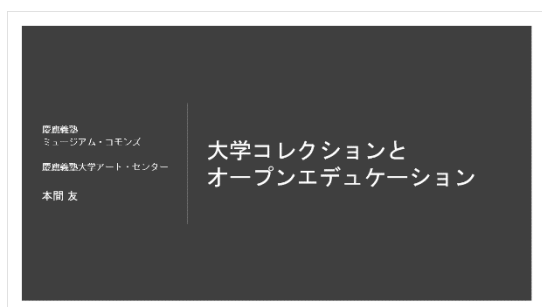 慶應義塾
ミュージアム・コモンズ
慶應義塾大学アート・センター
本間 友
大学コレクションと
オープンエデュケーション